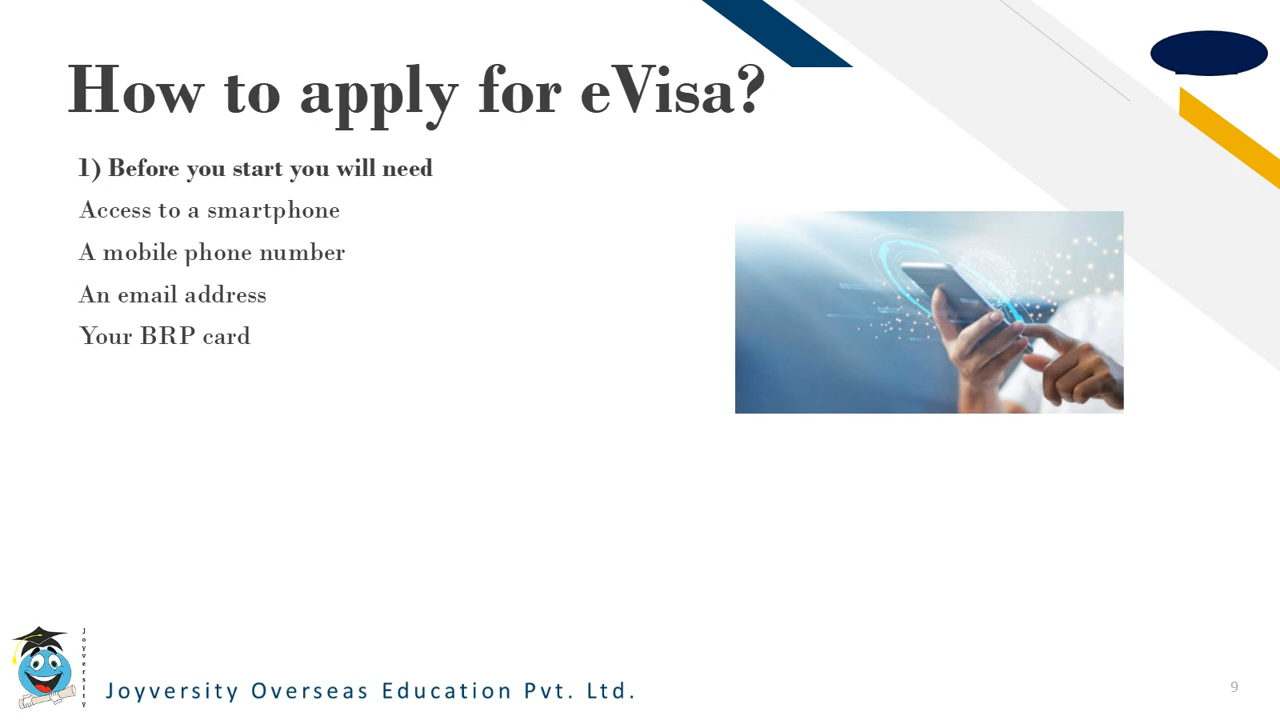 How to apply for eVisa?
1) Before you start you will need
Access to a smartphone
A mobile phone number
An email address
Your BRP card
Joyversity
Joyversity Overseas Education Pvt. Ltd.
9